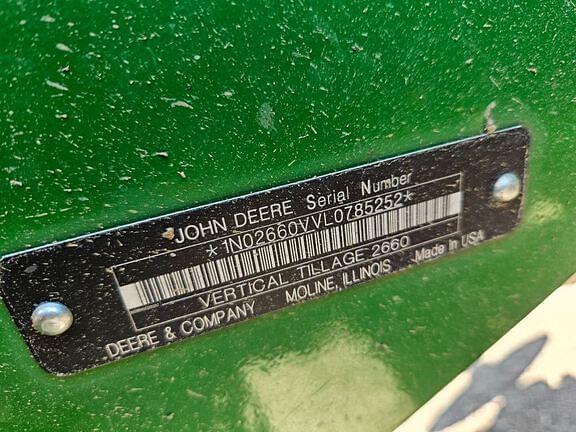 JOHN DEERE Serial Number
*1N02660VVL0785252*
VERTICAL TILLAGE 2660
DEERE & COMPANY MOLINE, ILLINOIS Made In USA